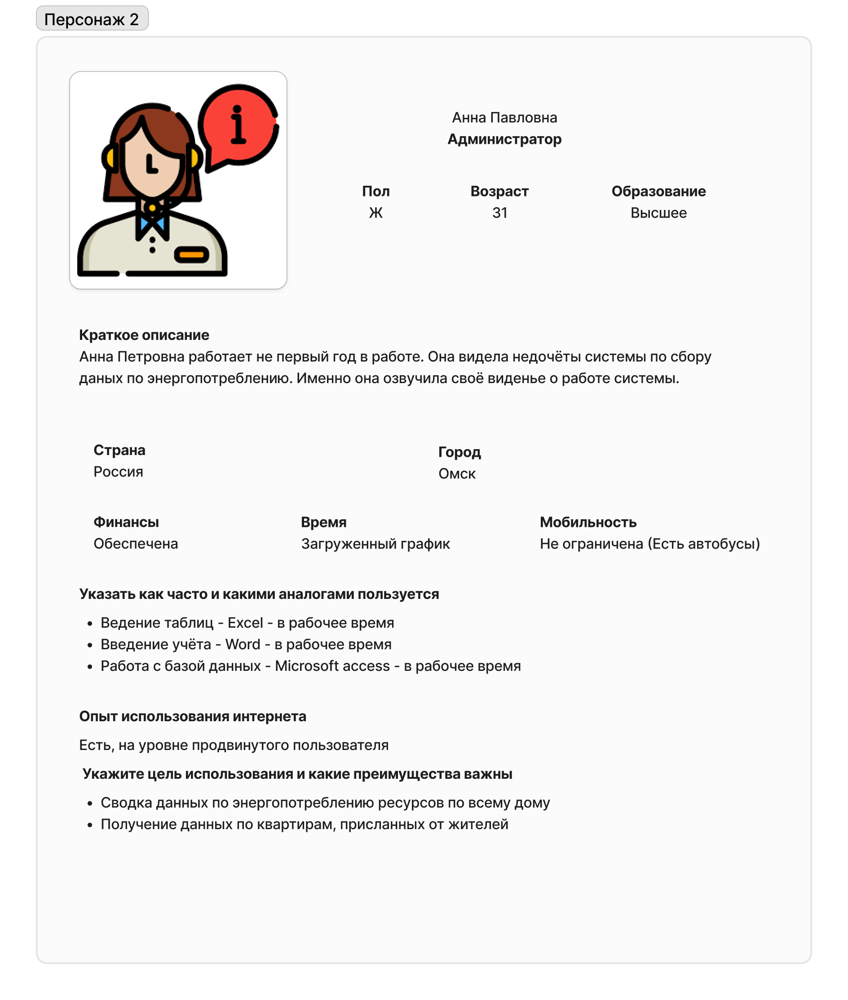 Персонаж 2
i
Анна Павловна
Администратор
Пол
Возраст
Образование
Ж
31
Высшее
Краткое описание
Анна Петровна работает не первый год в работе. Она видела недочёты системы по сбору
даных по энергопотреблению. Именно она озвучила своё виденье о работе системы.
Страна
Город
Россия
Омск
Финансы
Время
Мобильность
Обеспечена
Загруженный график
Не ограничена (Есть автобусы)
Указать как часто и какими аналогами пользуется
• Ведение таблиц - Excel - в рабочее время
• Введение учёта - Word - в рабочее время
• Работа с базой данных - Microsoft access - в рабочее время
Опыт использования интернета
Есть, на уровне продвинутого пользователя
Укажите цель использования и какие преимущества важны
• Сводка данных по энергопотреблению ресурсов по всему дому
• Получение данных по квартирам, присланных от жителей